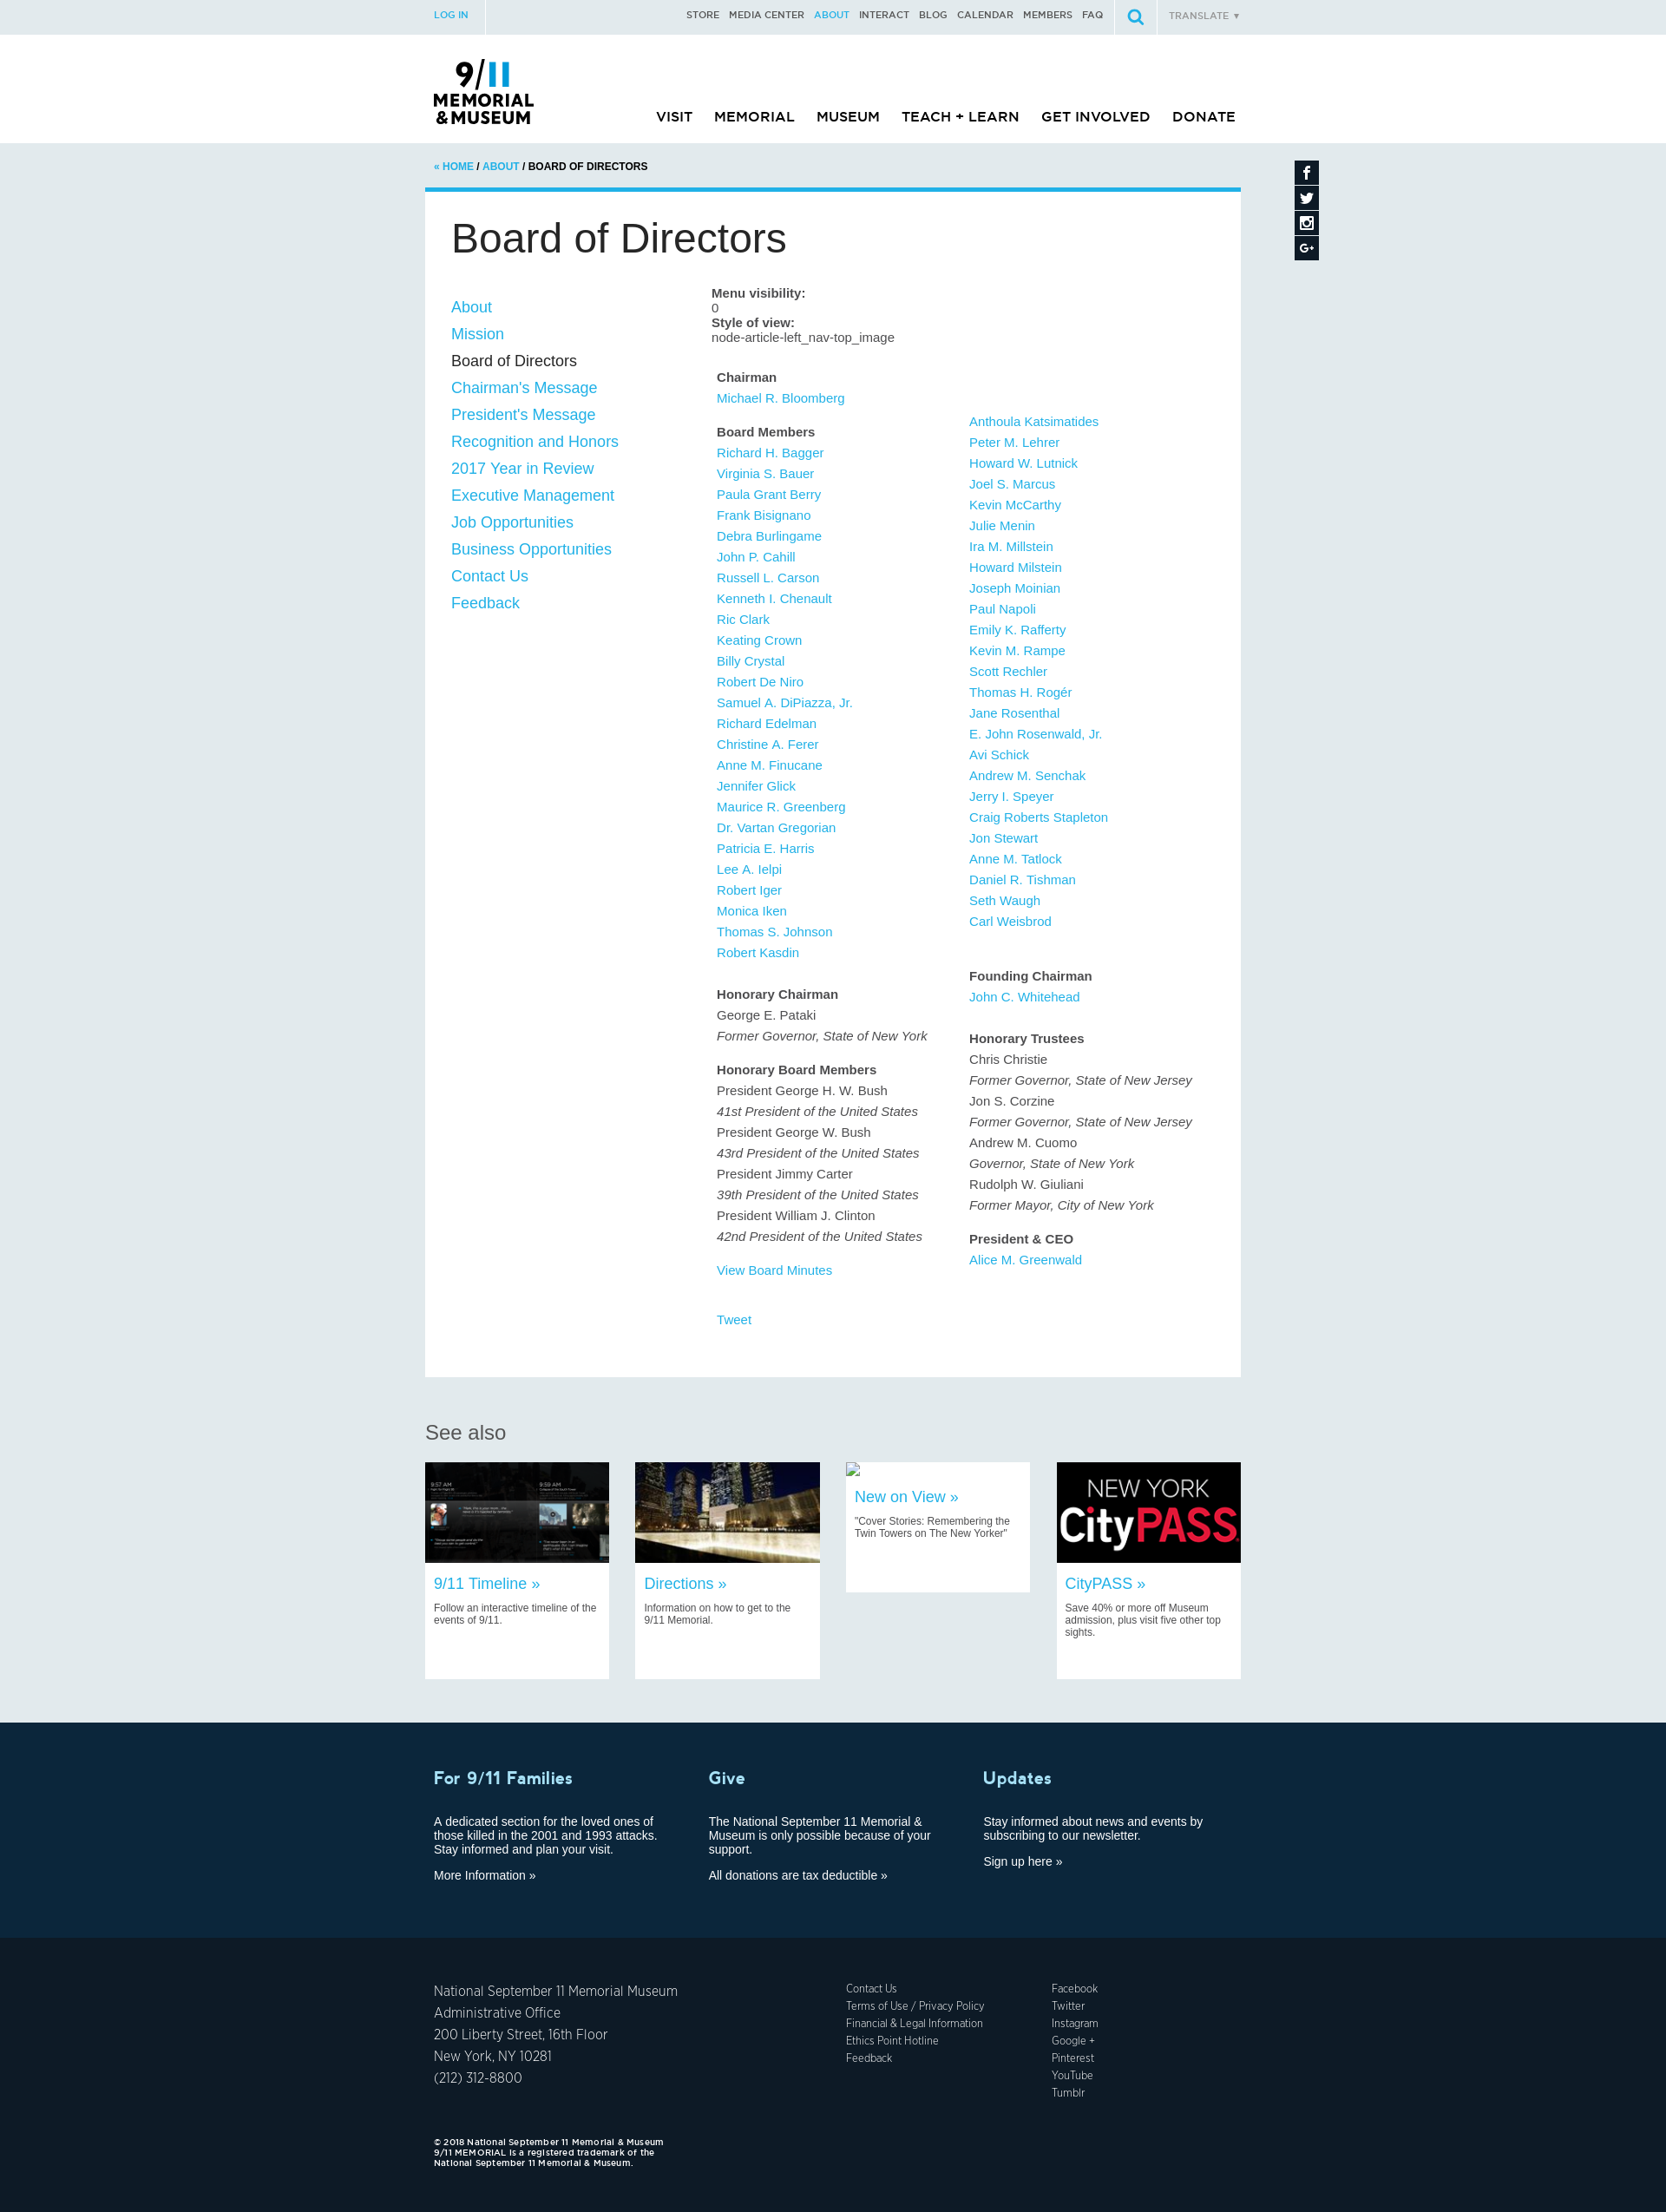 LOG IN
STORE MEDIA CENTER ABOUT INTERACT BLOG CALENDAR MEMBERS FAQ
TRANSLATE ▼
9/11
MEMORIAL
&MUSEUM
VISIT MEMORIAL MUSEUM TEACH + LEARN GET INVOLVED DONATE
« HOME / ABOUT / BOARD OF DIRECTORS
Board of Directors
About
Mission
Board of Directors
Chairman's Message
President's Message
Recognition and Honors
2017 Year in Review
Executive Management
Job Opportunities
Business Opportunities
Contact Us
Feedback
Menu visibility:
0
Style of view:
node-article-left_nav-top_image
Chairman
Michael R. Bloomberg
Board Members
Richard H. Bagger
Virginia S. Bauer
Paula Grant Berry
Frank Bisignano
Debra Burlingame
John P. Cahill
Russell L. Carson
Kenneth I. Chenault
Ric Clark
Keating Crown
Billy Crystal
Robert De Niro
Samuel A. DiPiazza, Jr.
Richard Edelman
Christine A. Ferer
Anne M. Finucane
Jennifer Glick
Maurice R. Greenberg
Dr. Vartan Gregorian
Patricia E. Harris
Lee A. Ielpi
Robert Iger
Monica Iken
Thomas S. Johnson
Robert Kasdin
Honorary Chairman
George E. Pataki
Former Governor, State of New York
Honorary Board Members
President George H. W. Bush
41st President of the United States
President George W. Bush
43rd President of the United States
President Jimmy Carter
39th President of the United States
President William J. Clinton
42nd President of the United States
View Board Minutes
Tweet
Anthoula Katsimatides
Peter M. Lehrer
Howard W. Lutnick
Joel S. Marcus
Kevin McCarthy
Julie Menin
Ira M. Millstein
Howard Milstein
Joseph Moinian
Paul Napoli
Emily K. Rafferty
Kevin M. Rampe
Scott Rechler
Thomas H. Rogér
Jane Rosenthal
E. John Rosenwald, Jr.
Avi Schick
Andrew M. Senchak
Jerry I. Speyer
Craig Roberts Stapleton
Jon Stewart
Anne M. Tatlock
Daniel R. Tishman
Seth Waugh
Carl Weisbrod
Founding Chairman
John C. Whitehead
Honorary Trustees
Chris Christie
Former Governor, State of New Jersey
Jon S. Corzine
Former Governor, State of New Jersey
Andrew M. Cuomo
Governor, State of New York
Rudolph W. Giuliani
Former Mayor, City of New York
President & CEO
Alice M. Greenwald
See also
9:57 AM
9:59 AM
9/11 Timeline »
Follow an interactive timeline of the
events of 9/11.
Directions »
Information on how to get to the
9/11 Memorial.
New on View »
"Cover Stories: Remembering the
Twin Towers on The New Yorker"
NEW YORK
CityPASS
CityPASS »
Save 40% or more off Museum
admission, plus visit five other top
sights.
For 9/11 Families
A dedicated section for the loved ones of
those killed in the 2001 and 1993 attacks.
Stay informed and plan your visit.
More Information »
Give
The National September 11 Memorial &
Museum is only possible because of your
support.
All donations are tax deductible »
Updates
Stay informed about news and events by
subscribing to our newsletter.
Sign up here »
National September 11 Memorial Museum
Administrative Office
200 Liberty Street, 16th Floor
New York, NY 10281
(212) 312-8800
Contact Us
Terms of Use / Privacy Policy
Financial & Legal Information
Ethics Point Hotline
Feedback
Facebook
Twitter
Instagram
Google +
Pinterest
YouTube
Tumblr
© 2018 National September 11 Memorial & Museum
9/11 MEMORIAL is a registered trademark of the
National September 11 Memorial & Museum.